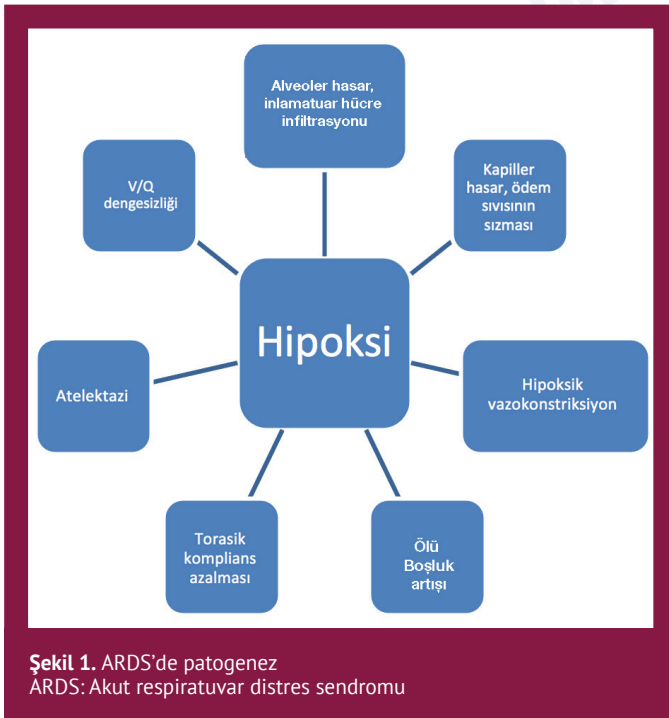 Alveoler hasar,
inlamatuar hücre
infiltrasyonu
V/Q
dengesizliği
Kapiller
hasar, ödem
sıvısının
sızması
Hipoksi
Atelektazi
Hipoksik
vazokonstriksiyon
Torasik
komplians
azalması
Ölü
Boşluk
artışı
Şekil 1. ARDS’de patogenez
ARDS: Akut respiratuvar distres sendromu